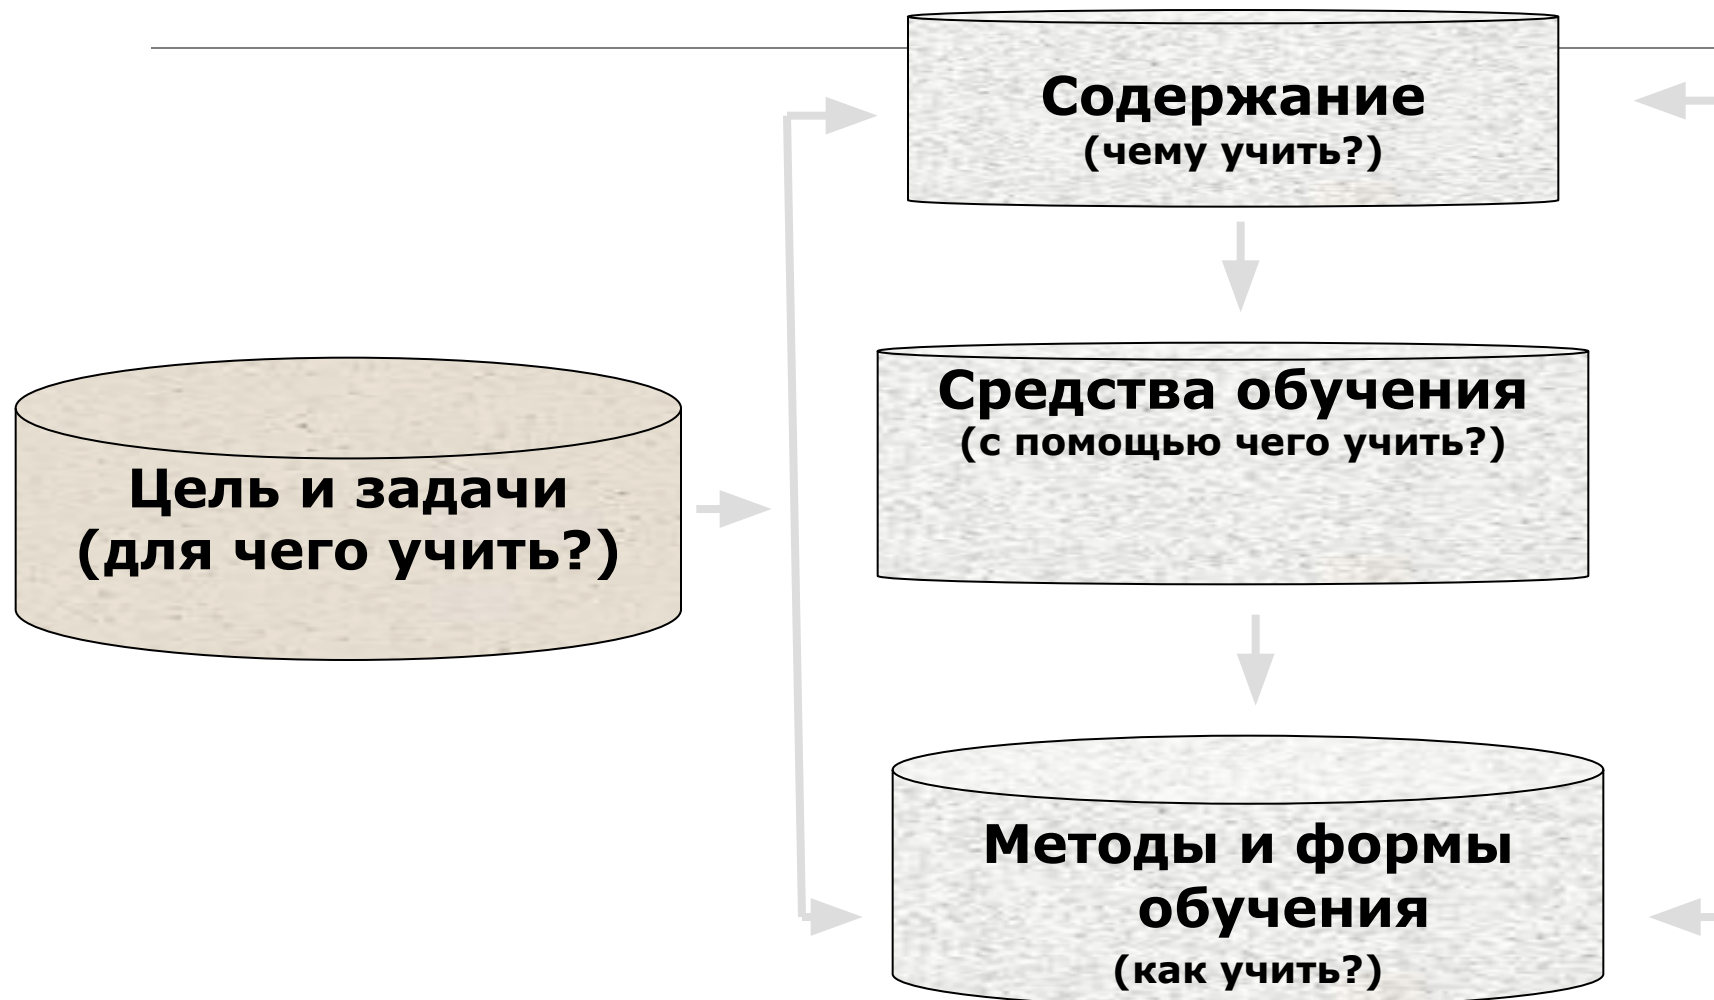 Содержание
(чему учить?)
Средства обучения
(с помощью чего учить?)
Цель и задачи
(для чего учить?)
Методы и формы
обучения
(как учить?)